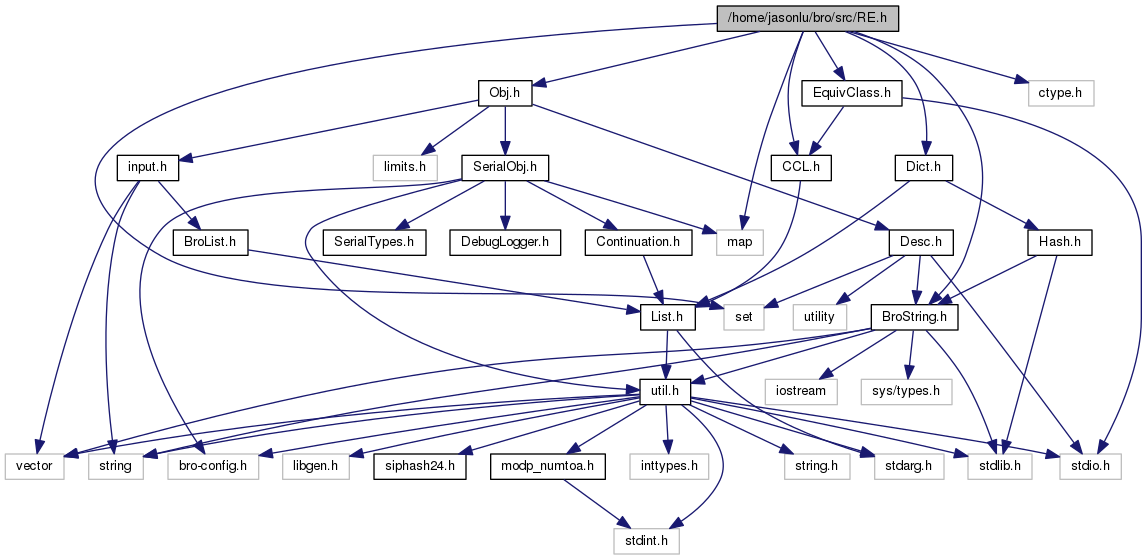 /home/jasonlu/bro/src/RE.h
Obj.h
EquivClass.h
ctype.h
input.h
limits.h
SerialObj.h
CCL.h
Dict.h
BroList.h
SerialTypes.h
DebugLogger.h
Continuation.h
map
Desc.h
Hash.h
List.h
set
utility
BroString.h
util.h
iostream
sys/types.h
vector
string
bro-config.h
libgen.h
siphash24.h
modp_numtoa.h
inttypes.h
string.h
stdarg.h
stdlib.h
stdio.h
stdint.h